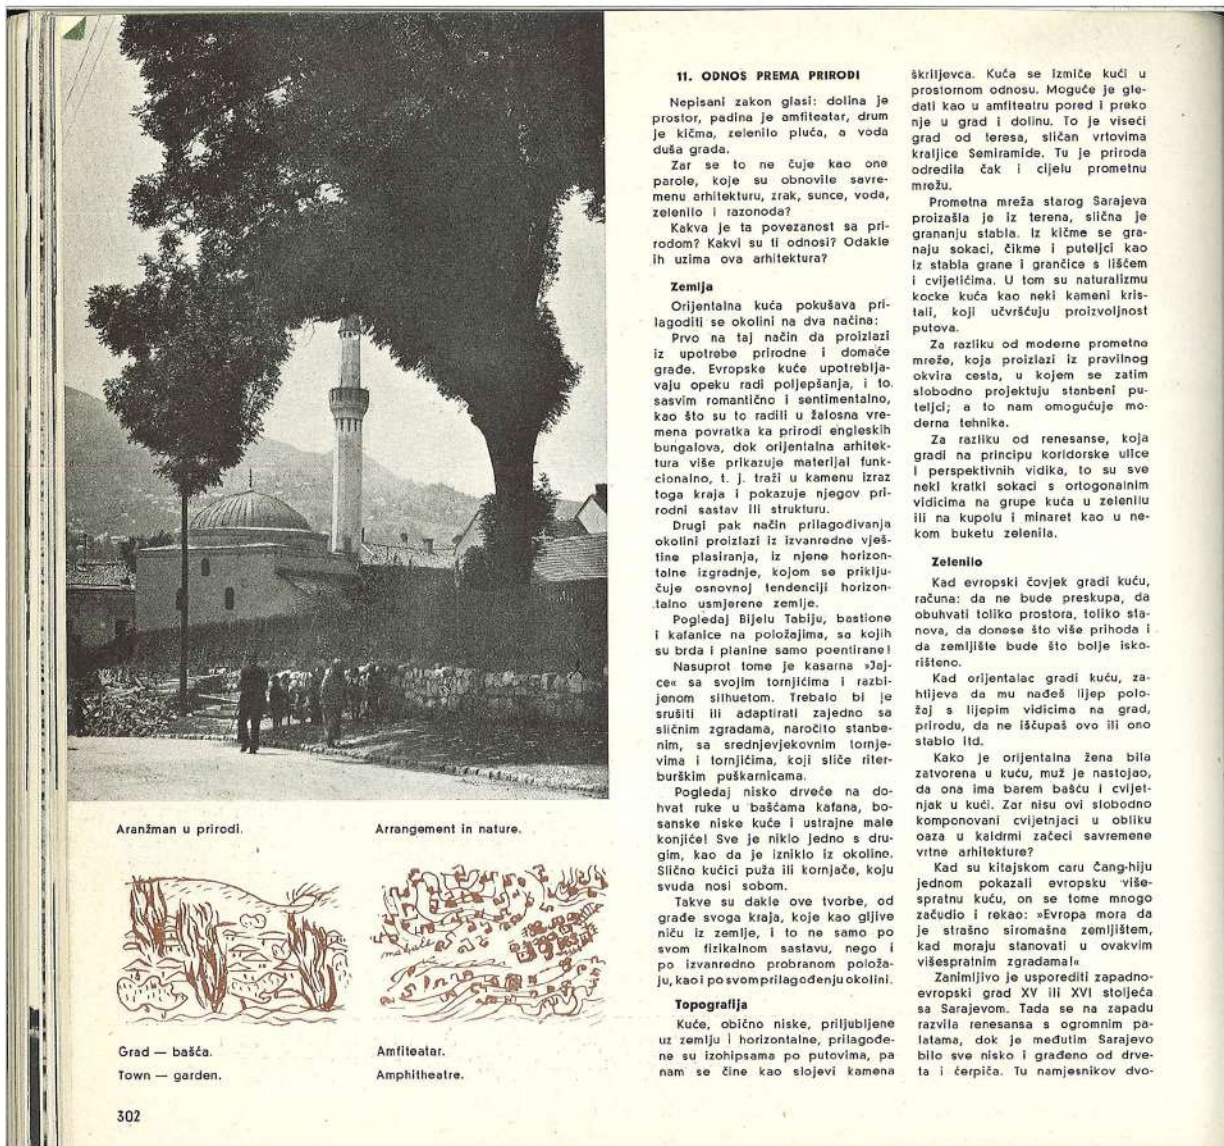 Aranžman u prirodi.
Arrangement in nature.
mahale
Grad — bašća.
Town — garden.
Amfiteatar.
Amphitheatre.
302
11. ODNOS PREMA PRIRODI
Nepisani zakon glasi: dolina je
prostor, padina je amfiteatar, drum
je kičma, zelenilo pluća, a voda
duša grada.
Zar se to ne čuje kao one
parole, koje su obnovile savre-
menu arhitekturu, zrak, sunce, voda,
zelenilo i razonoda?
Kakva je ta povezanost sa pri-
rodom? Kakvi su ti odnosi? Odakle
ih uzima ova arhitektura?
Zemlja
Orijentalna kuća pokušava pri-
lagoditi se okolini na dva načina:
Prvo na taj način da proizlazi
iz upotrebe prirodne i domaće
građe. Evropske kuće upotreblja-
vaju opeku radi poljepšanja, i to
sasvim romantično i sentimentalno,
kao što su to radili u žalosna vre-
mena povratka ka prirodi engleskih
bungalova, dok orijentalna arhitek-
tura više prikazuje materijal funk-
cionalno, t. j. traži u kamenu izraz
toga kraja i pokazuje njegov pri-
rodni sastav ili strukturu.
Drugi pak način prilagođivanja
okolini proizlazi iz izvanredne vješ-
tine plasiranja, iz njene horizon-
talne izgradnje, kojom se priklju-
čuje osnovnoj tendenciji horizon-
talno usmjerene zemlje.
Pogledaj Bijelu Tabiju, bastione
i kafanice na položajima, sa kojih
su brda i planine samo poentirane!
Nasuprot tome je kasarna »Jaj-
ce« sa svojim tornjićima i razbi-
jenom silhuetom. Trebalo bi je
srušiti ili adaptirati zajedno sa
sličnim zgradama, naročito stanbe-
nim, sa srednjevjekovnim tornje-
vima i tornjićima, koji sliče riter-
burškim puškarnicama.
Pogledaj nisko drveće na do-
hvat ruke u bašćama kafana, bo-
sanske niske kuće i ustrajne male
konjiće! Sve je niklo jedno s dru-
gim, kao da je izniklo iz okoline.
Slično kućici puža ili kornjače, koju
svuda nosi sobom.
Takve su dakle ove tvorbe, od
građe svoga kraja, koje kao gljive
niču iz zemlje, i to ne samo po
svom fizikalnom sastavu, nego i
po izvanredno probranom položa-
ju, kao i po svom prilagođenju okolini.
Topografija
Kuće, obično niske, priljubljene
uz zemlju i horizontalne, prilagođe-
ne su izohipsama po putovima, pa
nam se čine kao slojevi kamena
škriljevca. Kuća se izmiče kući u
prostornom odnosu. Moguće je gle-
dati kao u amfiteatru pored i preko
nje u grad i dolinu. To je viseći
grad od terasa, sličan vrtovima
kraljice Semiramide. Tu je priroda
odredila čak i cijelu prometnu
mrežu.
Prometna mreža starog Sarajeva
proizašla je iz terena, slična je
grananju stabla. Iz kičme se gra-
naju sokaci, čikme i puteljci kao
iz stabla grane i grančice s lišćem
i cvijetićima. U tom su naturalizmu
kocke kuća kao neki kameni kris-
tali, koji učvršćuju proizvoljnost
putova.
Za razliku od moderne prometne
mreže, koja proizlazi iz pravilnog
okvira cesta, u kojem se zatim
slobodno projektuju stanbeni pu-
teljci; a to nam omogućuje mo-
derna tehnika.
Za razliku od renesanse, koja
gradi na principu koridorske ulice
i perspektivnih vidika, to su sve
neki kratki sokaci s ortogonalnim
vidicima na grupe kuća u zelenilu
ili na kupolu i minaret kao u ne-
kom buketu zelenila.
Zelenilo
Kad evropski čovjek gradi kuću,
računa: da ne bude preskupa, da
obuhvati toliko prostora, toliko sta-
nova, da donese što više prihoda i
da zemljište bude što bolje isko-
rišteno.
Kad orijentalac gradi kuću, za-
htijeva da mu nađeš lijep polo-
žaj s lijepim vidicima na grad,
prirodu, da ne iščupaš ovo ili ono
stablo itd.
Kako je orijentalna žena bila
zatvorena u kuću, muž je nastojao,
da ona ima barem bašću i cvijet-
njak u kući. Zar nisu ovi slobodno
komponovani cvijetnjaci u obliku
oaza u kaldrmi začeci savremene
vrtne arhitekture?
Kad su kitajskom caru Čang-hiju
jednom pokazali evropsku više-
spratnu kuću, on se tome mnogo
začudio i rekao: »Evropa mora da
je strašno siromašna zemljištem,
kad moraju stanovati u ovakvim
višespratnim zgradama!«
Zanimljivo je usporediti zapadno-
evropski grad XV ili XVI stoljeća
sa Sarajevom. Tada se na zapadu
razvila renesansa s ogromnim pa-
latama, dok je međutim Sarajevo
bilo sve nisko i građeno od drve-
ta i ćerpiča. Tu namjesnikov dvo-